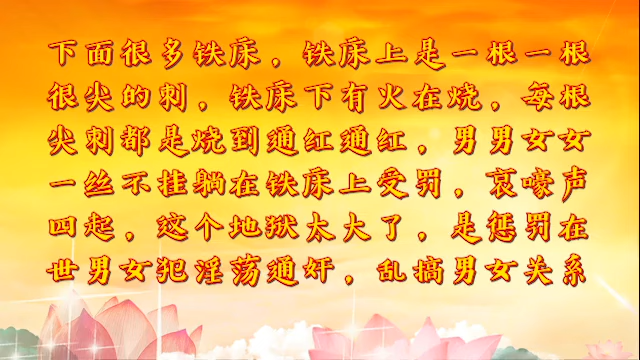 下面很多铁床，铁床上是一根一根
很尖的刺，铁床下有火在烧，每根
尖刺都是烧到通红通红，男男女女
一丝不挂躺在铁床上受罚，哀嚎声
四起，这个地狱太大了，是惩罚在
世男女犯淫荡通奸，乱搞男女关系